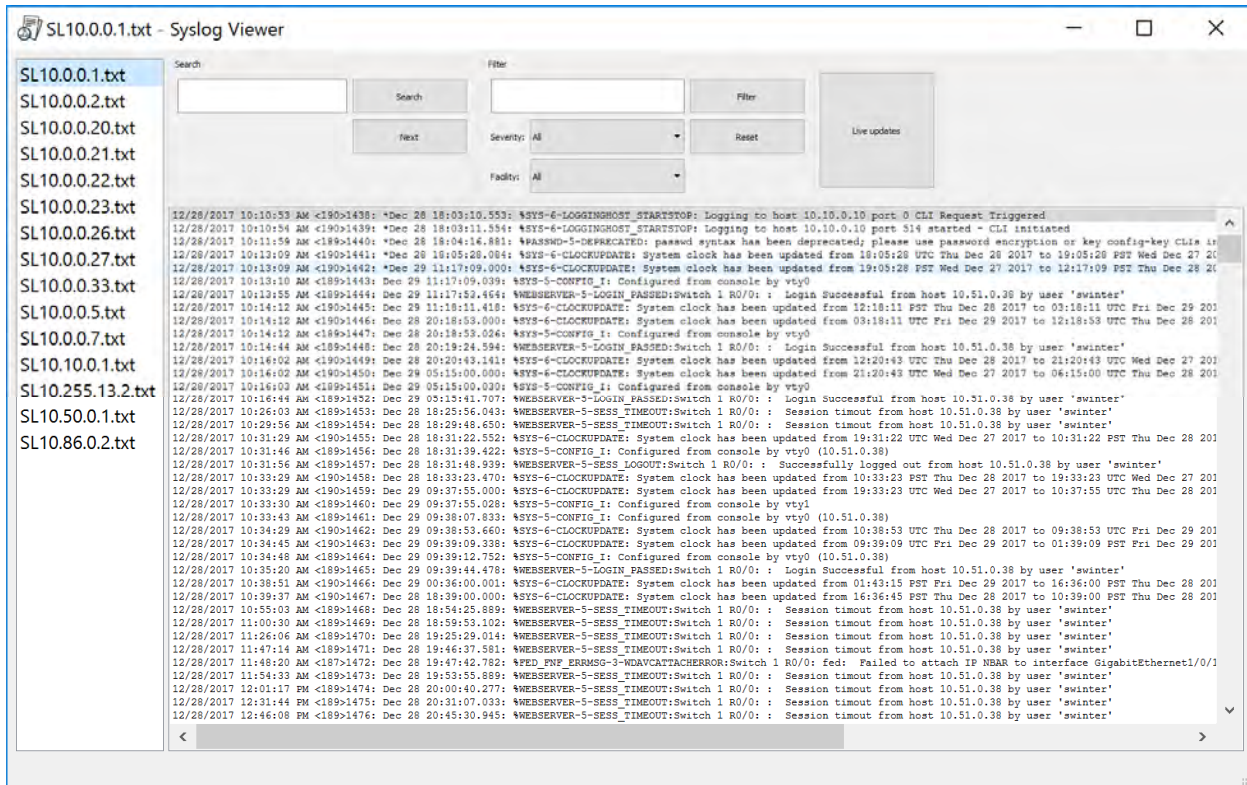 SL10.0.0.1.txt - Syslog Viewer
SL10.0.0.1.txt
SL10.0.0.2.txt
SL10.0.0.20.txt
SL10.0.0.21.txt
SL10.0.0.22.txt
SL10.0.0.23.txt
SL10.0.0.26.txt
SL10.0.0.27.txt
SL10.0.0.33.txt
SL10.0.0.5.txt
SL10.0.0.7.txt
SL10.10.0.1.txt
SL10.255.13.2.txt
SL10.50.0.1.txt
SL10.86.0.2.txt
Search
Filter
Search
Filter
Next
Severity: All
Reset
Live updates
Facility: All
12/28/2017 10:10:53 AM <190>1438: *Dec 28 18:03:10.553: %SYS-6-LOGGINGHOST_STARTSTOP: Logging to host 10.10.0.10 port 0 CLI Request Triggered
12/28/2017 10:10:54 AM <190>1439: *Dec 28 18:03:11.554: %SYS-6-LOGGINGHOST_STARTSTOP: Logging to host 10.10.0.10 port 514 started - CLI initiated
12/28/2017 10:11:59 AM <189>1440: *Dec 28 18:04:16.881: %PASSWD-5-DEPRECATED: passwd syntax has been deprecated; please use password encryption or key config-key CLIs in
12/28/2017 10:13:09 AM <190>1441: *Dec 28 18:05:28.084: %SYS-6-CLOCKUPDATE: System clock has been updated from 18:05:28 UTC Thu Dec 28 2017 to 19:05:28 PST Wed Dec 27 20
12/28/2017 10:13:09 AM <190>1442: *Dec 29 11:17:09.000: %SYS-6-CLOCKUPDATE: System clock has been updated from 19:05:28 PST Wed Dec 27 2017 to 12:17:09 PST Thu Dec 28 20
12/28/2017 10:13:10 AM <189>1443: Dec 29 11:17:09.039: %SYS-5-CONFIG_I: Configured from console by vty0
12/28/2017 10:13:55 AM <189>1444: Dec 29 11:17:53.464: %WEBSERVER-5-LOGIN_PASSED:Switch 1 R0/0: : Login Successful from host 10.51.0.38 by user 'swinter'
12/28/2017 10:14:12 AM <190>1445: Dec 29 11:18:11.418: %SYS-6-CLOCKUPDATE: System clock has been updated from 12:18:11 PST Thu Dec 28 2017 to 03:18:11 UTC Fri Dec 29 201
12/28/2017 10:14:12 AM <190>1446: Dec 28 20:18:53.000: %SYS-6-CLOCKUPDATE: System clock has been updated from 03:18:11 UTC Fri Dec 29 2017 to 12:18:53 UTC Thu Dec 28 201
12/28/2017 10:14:32 AM <189>1447: Dec 28 20:18:53.026: %SYS-5-CONFIG_I: Configured from console by vty0
12/28/2017 10:14:44 AM <189>1448: Dec 28 20:19:24.594: %WEBSERVER-5-LOGIN_PASSED:Switch 1 R0/0: : Login Successful from host 10.51.0.38 by user 'swinter'
12/28/2017 10:16:02 AM <190>1449: Dec 28 20:20:43.141: %SYS-6-CLOCKUPDATE: System clock has been updated from 12:20:43 UTC Thu Dec 28 2017 to 21:20:43 UTC Wed Dec 27 201
12/28/2017 10:16:02 AM <190>1450: Dec 29 05:15:00.000: %SYS-6-CLOCKUPDATE: System clock has been updated from 21:20:43 UTC Wed Dec 27 2017 to 06:15:00 UTC Thu Dec 28 201
12/28/2017 10:16:03 AM <189>1451: Dec 29 05:15:00.030: %SYS-5-CONFIG_I: Configured from console by vty0
12/28/2017 10:16:44 AM <189>1452: Dec 29 05:15:41.707: %WEBSERVER-5-LOGIN_PASSED:Switch 1 R0/0: : Login Successful from host 10.51.0.38 by user 'swinter'
12/28/2017 10:26:03 AM <189>1453: Dec 28 18:25:56.043: %WEBSERVER-5-SESS_TIMEOUT:Switch 1 R0/0: : Session timout from host 10.51.0.38 by user 'swinter'
12/28/2017 10:29:56 AM <189>1454: Dec 28 18:29:48.650: %WEBSERVER-5-SESS_TIMEOUT:Switch 1 R0/0: : Session timout from host 10.51.0.38 by user 'swinter'
12/28/2017 10:31:29 AM <190>1455: Dec 28 18:31:22.552: %SYS-6-CLOCKUPDATE: System clock has been updated from 19:31:22 UTC Wed Dec 27 2017 to 10:31:22 PST Thu Dec 28 201
12/28/2017 10:31:46 AM <189>1456: Dec 28 18:31:39.422: %SYS-5-CONFIG_I: Configured from console by vty0 (10.51.0.38)
12/28/2017 10:31:56 AM <189>1457: Dec 28 18:31:48.939: %WEBSERVER-5-SESS_LOGOUT:Switch 1 R0/0: : Successfully logged out from host 10.51.0.38 by user 'swinter'
12/28/2017 10:33:29 AM <190>1458: Dec 28 18:33:23.470: %SYS-6-CLOCKUPDATE: System clock has been updated from 10:33:23 PST Thu Dec 28 2017 to 19:33:23 UTC Wed Dec 27 201
12/28/2017 10:33:29 AM <190>1459: Dec 29 09:37:55.000: %SYS-6-CLOCKUPDATE: System clock has been updated from 19:33:23 UTC Wed Dec 27 2017 to 10:37:55 UTC Thu Dec 28 201
12/28/2017 10:33:30 AM <189>1460: Dec 29 09:37:55.028: %SYS-5-CONFIG_I: Configured from console by vty1
12/28/2017 10:33:43 AM <189>1461: Dec 29 09:38:07.833: %SYS-5-CONFIG_I: Configured from console by vty0 (10.51.0.38)
12/28/2017 10:34:29 AM <190>1462: Dec 29 09:38:53.660: %SYS-6-CLOCKUPDATE: System clock has been updated from 10:38:53 UTC Thu Dec 28 2017 to 09:38:53 UTC Fri Dec 29 201
12/28/2017 10:34:45 AM <190>1463: Dec 29 09:39:09.338: %SYS-6-CLOCKUPDATE: System clock has been updated from 09:39:09 UTC Fri Dec 29 2017 to 01:39:09 PST Fri Dec 29 201
12/28/2017 10:34:48 AM <189>1464: Dec 29 09:39:12.752: %SYS-5-CONFIG_I: Configured from console by vty0 (10.51.0.38)
12/28/2017 10:35:20 AM <189>1465: Dec 29 09:39:44.478: %WEBSERVER-5-LOGIN_PASSED:Switch 1 R0/0: : Login Successful from host 10.51.0.38 by user 'swinter'
12/28/2017 10:38:51 AM <190>1466: Dec 29 00:36:00.001: %SYS-6-CLOCKUPDATE: System clock has been updated from 01:43:15 PST Fri Dec 29 2017 to 16:36:00 PST Thu Dec 28 201
12/28/2017 10:39:37 AM <190>1467: Dec 28 18:39:00.000: %SYS-6-CLOCKUPDATE: System clock has been updated from 16:36:45 PST Thu Dec 28 2017 to 10:39:00 PST Thu Dec 28 201
12/28/2017 10:55:03 AM <189>1468: Dec 28 18:54:25.889: %WEBSERVER-5-SESS_TIMEOUT:Switch 1 R0/0: : Session timout from host 10.51.0.38 by user 'swinter'
12/28/2017 11:00:30 AM <189>1469: Dec 28 18:59:53.102: %WEBSERVER-5-SESS_TIMEOUT:Switch 1 R0/0: : Session timout from host 10.51.0.38 by user 'swinter'
12/28/2017 11:26:06 AM <189>1470: Dec 28 19:25:29.014: %WEBSERVER-5-SESS_TIMEOUT:Switch 1 R0/0: : Session timout from host 10.51.0.38 by user 'swinter'
12/28/2017 11:47:14 AM <189>1471: Dec 28 19:46:37.581: %WEBSERVER-5-SESS_TIMEOUT:Switch 1 R0/0: : Session timout from host 10.51.0.38 by user 'swinter'
12/28/2017 11:48:20 AM <187>1472: Dec 28 19:47:42.782: %FED_FNF_ERRMSG-3-WDAVCATTACHERROR:Switch 1 R0/0: fed: Failed to attach IP NBAR to interface GigabitEthernet1/0/1
12/28/2017 11:54:33 AM <189>1473: Dec 28 19:53:55.889: %WEBSERVER-5-SESS_TIMEOUT:Switch 1 R0/0: : Session timout from host 10.51.0.38 by user 'swinter'
12/28/2017 12:01:17 PM <189>1474: Dec 28 20:00:40.277: %WEBSERVER-5-SESS_TIMEOUT:Switch 1 R0/0: : Session timout from host 10.51.0.38 by user 'swinter'
12/28/2017 12:31:44 PM <189>1475: Dec 28 20:31:07.033: %WEBSERVER-5-SESS_TIMEOUT:Switch 1 R0/0: : Session timout from host 10.51.0.38 by user 'swinter'
12/28/2017 12:46:08 PM <189>1476: Dec 28 20:45:30.945: %WEBSERVER-5-SESS_TIMEOUT:Switch 1 R0/0: : Session timout from host 10.51.0.38 by user 'swinter'